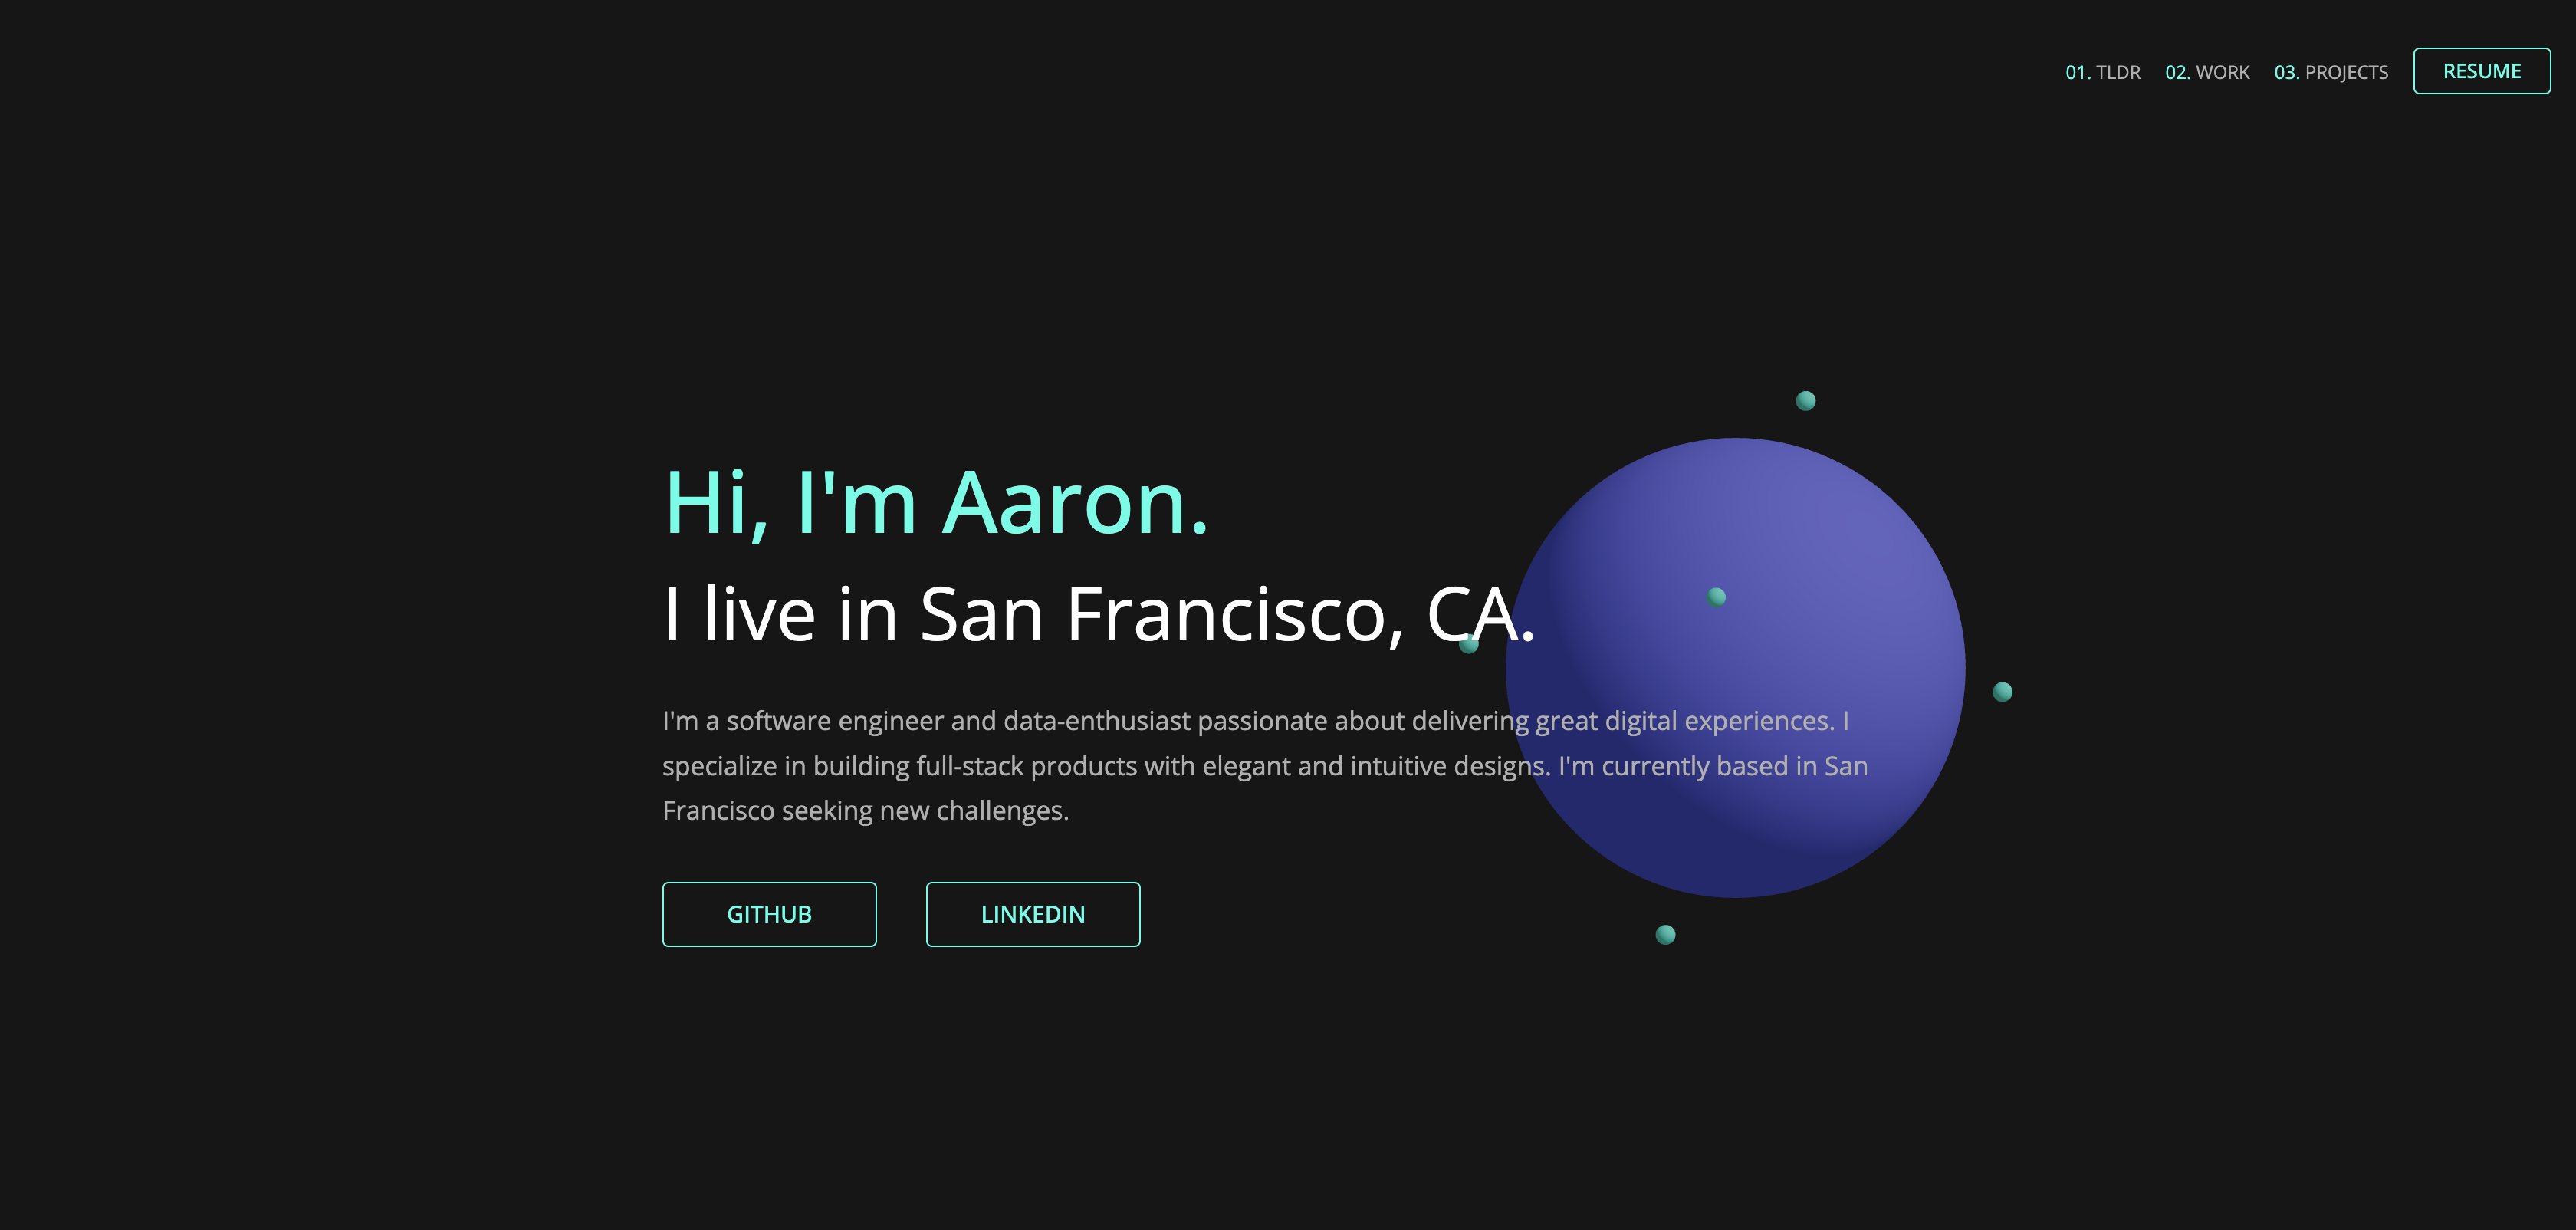 01. TLDR 02. WORK 03. PROJECTS RESUME
Hi, I'm Aaron.
I live in San Francisco, CA.
I'm a software engineer and data-enthusiast passionate about delivering great digital experiences. I
specialize in building full-stack products with elegant and intuitive designs. I'm currently based in San
Francisco seeking new challenges.
GITHUB LINKEDIN